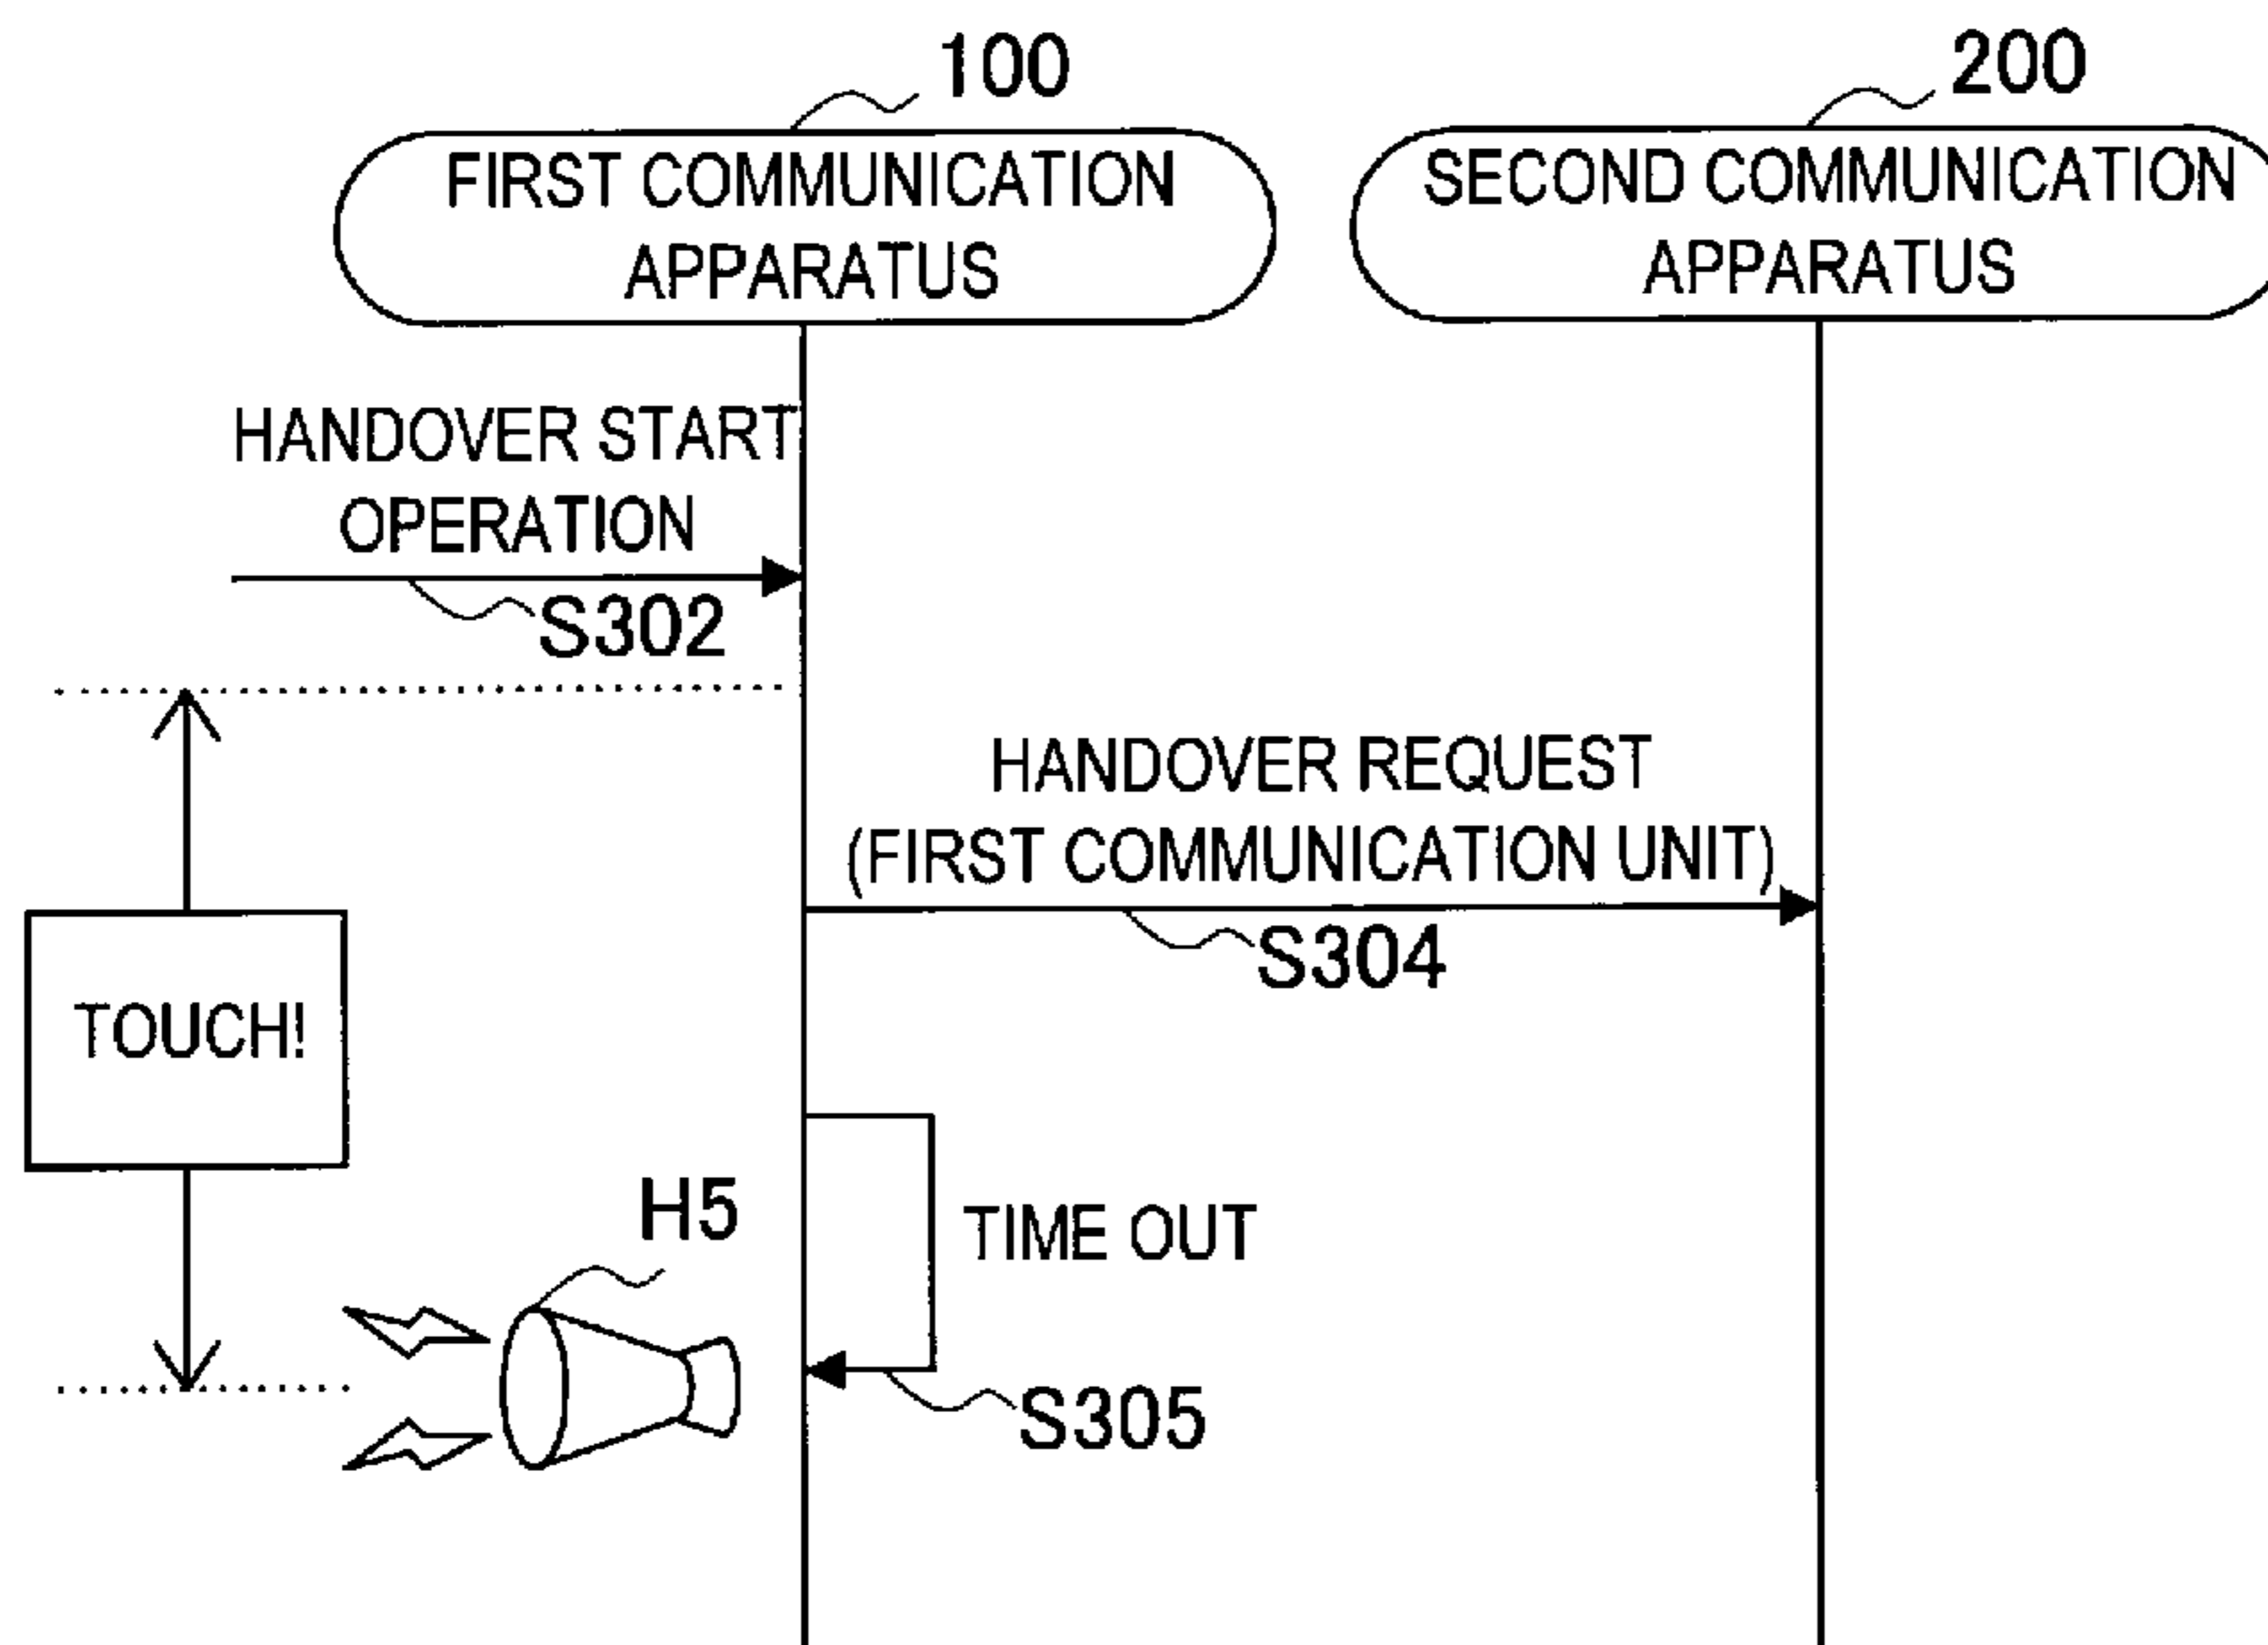 100
200
FIRST COMMUNICATION
APPARATUS
SECOND COMMUNICATION
APPARATUS
HANDOVER START
OPERATION
S302
HANDOVER REQUEST
(FIRST COMMUNICATION UNIT)
S304
TOUCH!
H5
TIME OUT
S305